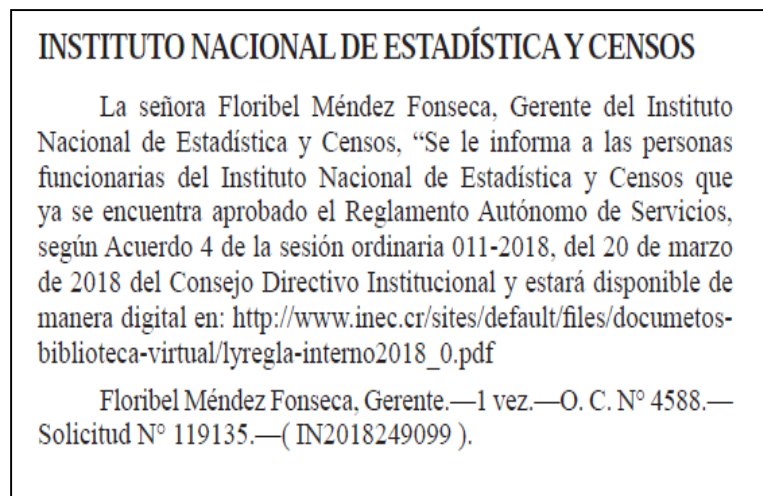 INSTITUTO NACIONAL DE ESTADÍSTICA Y CENSOS
La señora Floribel Méndez Fonseca, Gerente del Instituto
Nacional de Estadística y Censos, “Se le informa a las personas
funcionarias del Instituto Nacional de Estadística y Censos que
ya se encuentra aprobado el Reglamento Autónomo de Servicios,
según Acuerdo 4 de la sesión ordinaria 011-2018, del 20 de marzo
de 2018 del Consejo Directivo Institucional y estará disponible de
manera digital en: http://www.inec.cr/sites/default/files/documetos-
biblioteca-virtual/lyregla-interno2018_0.pdf
Floribel Méndez Fonseca, Gerente.—1 vez.—O. C. N° 4588.—
Solicitud N° 119135.—( IN2018249099 ).